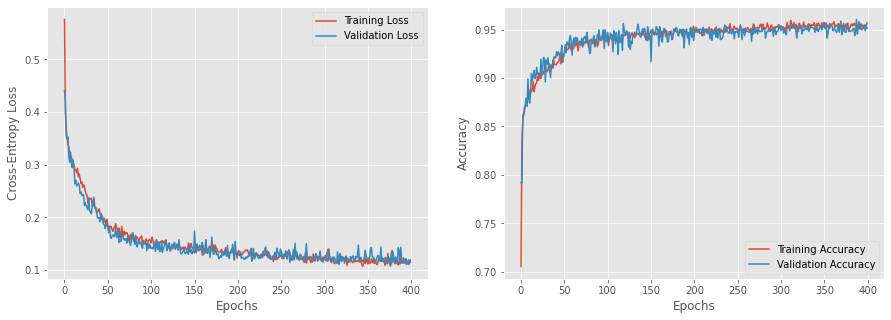 Training Loss
Validation Loss
0.5
0.4
0.3
0.2
0.1
Cross-Entropy Loss
0 50 100 150 200 250 300 350 400
Epochs
0.95
0.90
0.85
0.80
0.75
0.70
Accuracy
Training Accuracy
Validation Accuracy
0 50 100 150 200 250 300 350 400
Epochs